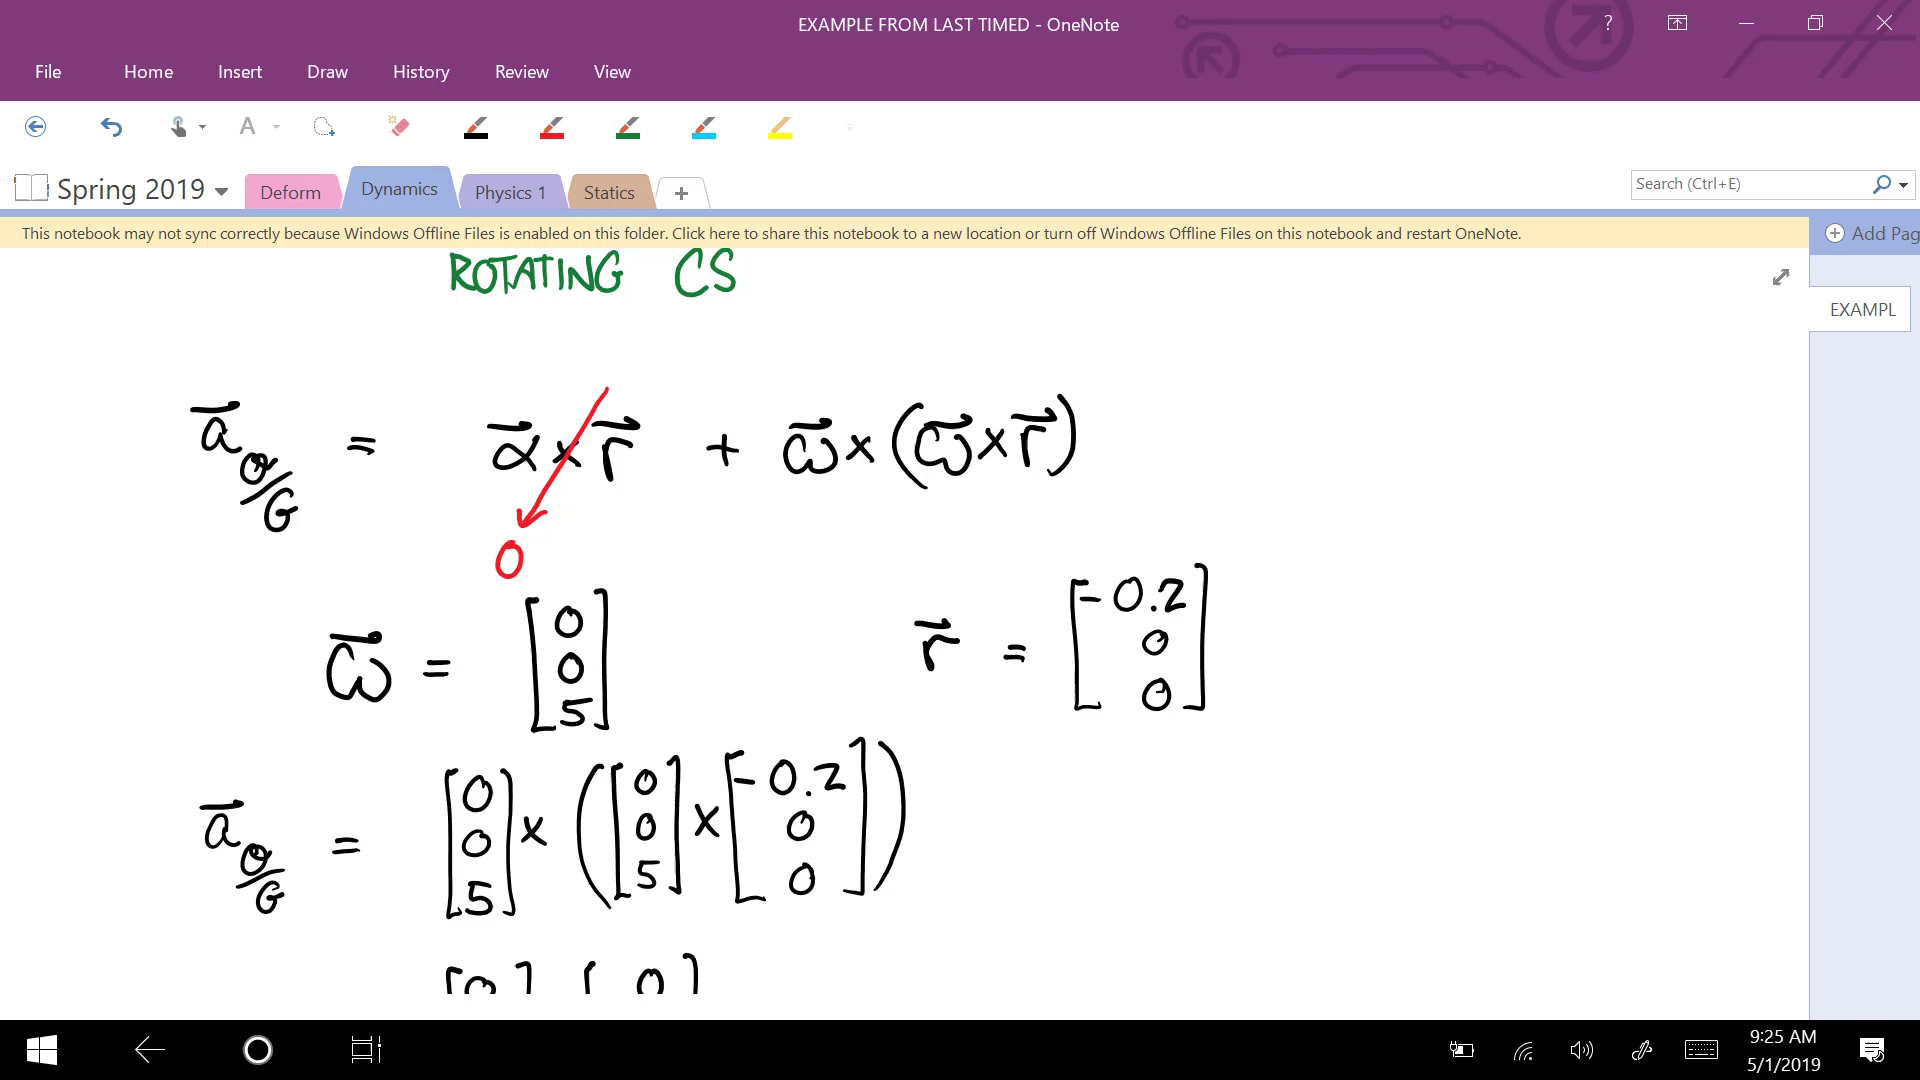 EXAMPLE FROM LAST TIMED - OneNote
?
File Home Insert Draw History Review View
A
Spring 2019 Deform Dynamics Physics 1 Statics +
Search (Ctrl+E)
This notebook may not sync correctly because Windows Offline Files is enabled on this folder. Click here to share this notebook to a new location or turn off Windows Offline Files on this notebook and restart OneNote.
Add Pag
EXAMPL
ROTATING CS
a⃗ O/G = α⃗ × r⃗ + ω⃗ × (ω⃗ × r⃗)
0
ω⃗ = [0 0 5] r⃗ = [-0.2 0 0]
a⃗ O/G = [0 0 5] × ([0 0 5] × [-0.2 0 0])
[0] [0]
9:25 AM
5/1/2019